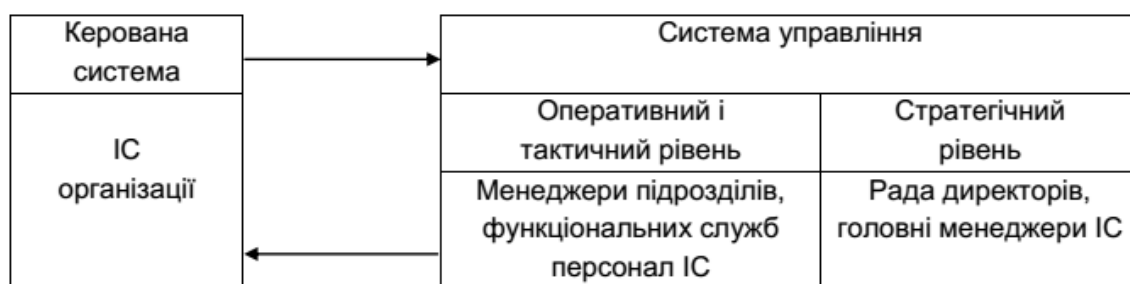 Керована
система
Система управління
ІС
організації
Оперативний і
тактичний рівень
Стратегічний
рівень
Менеджери підрозділів,
функціональних служб
персонал ІС
Рада директорів,
головні менеджери ІС